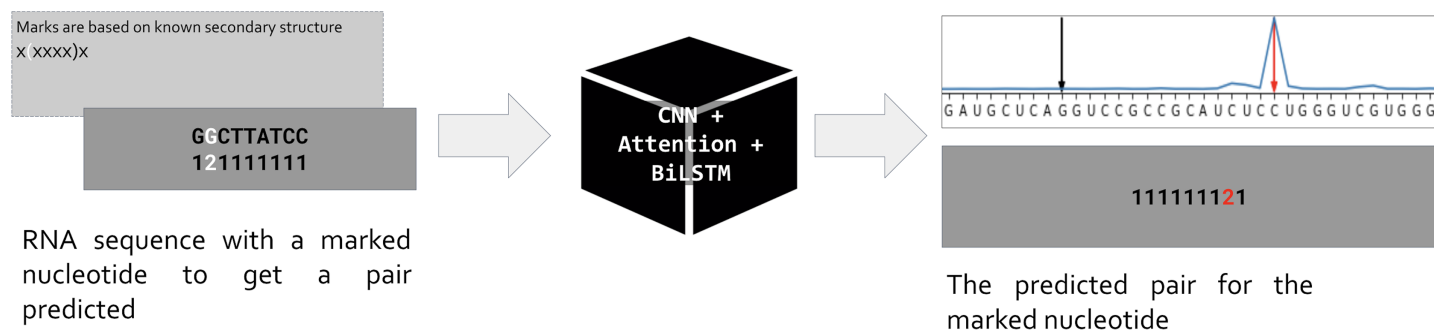 Marks are based on known secondary structure
x(xxxx)x
GGCTTATCC
121111111
RNA sequence with a marked
nucleotide to get a pair
predicted
CNN +
Attention +
BiLSTM
GAUGCUCAGGUCCGCCGCAUCUCCUGGGUCGUGGG
111111121
The predicted pair for the
marked nucleotide